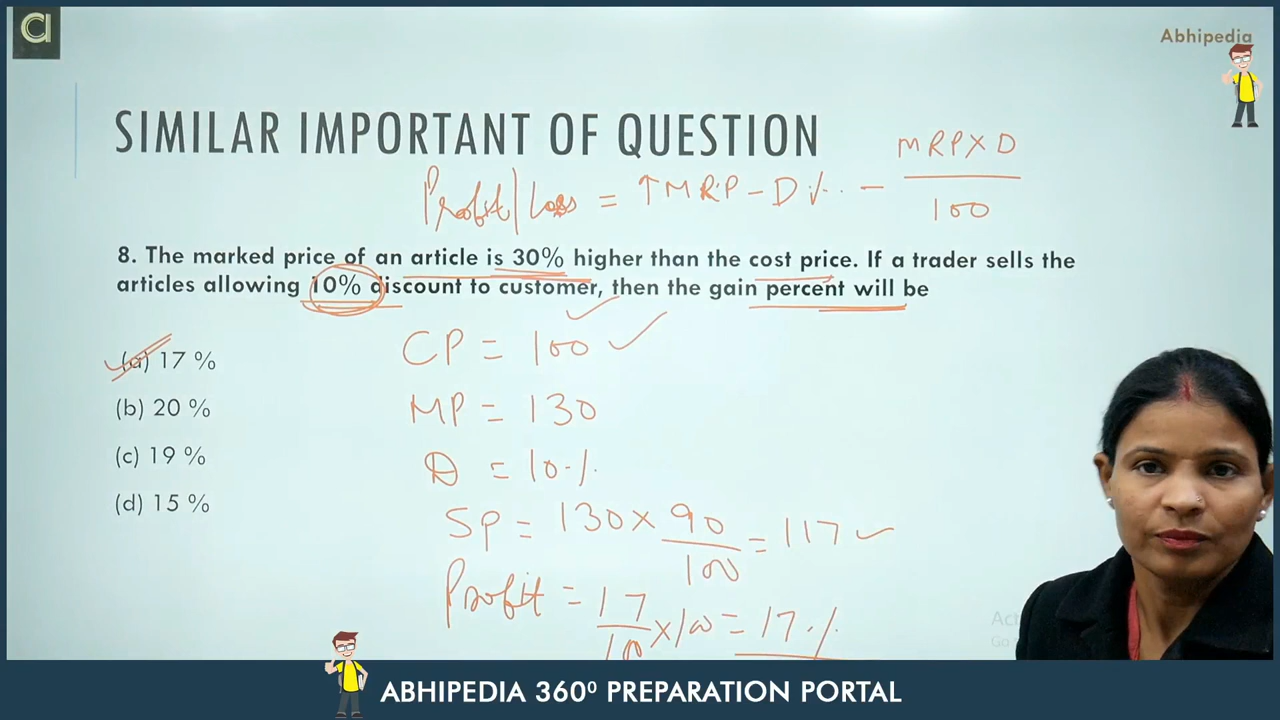 Abhipedia
SIMILAR IMPORTANT OF QUESTION
Profit/Loss = ↑MRP - D% - MRP X D / 100
8. The marked price of an article is 30% higher than the cost price. If a trader sells the
articles allowing 10% discount to customer, then the gain percent will be
(a) 17 %
(b) 20 %
(c) 19 %
(d) 15 %
CP = 100
MP = 130
D = 10%
SP = 130 x 90/100 = 117
Profit = 17/100 x 100 = 17%
ABHIPEDIA 360⁰ PREPARATION PORTAL